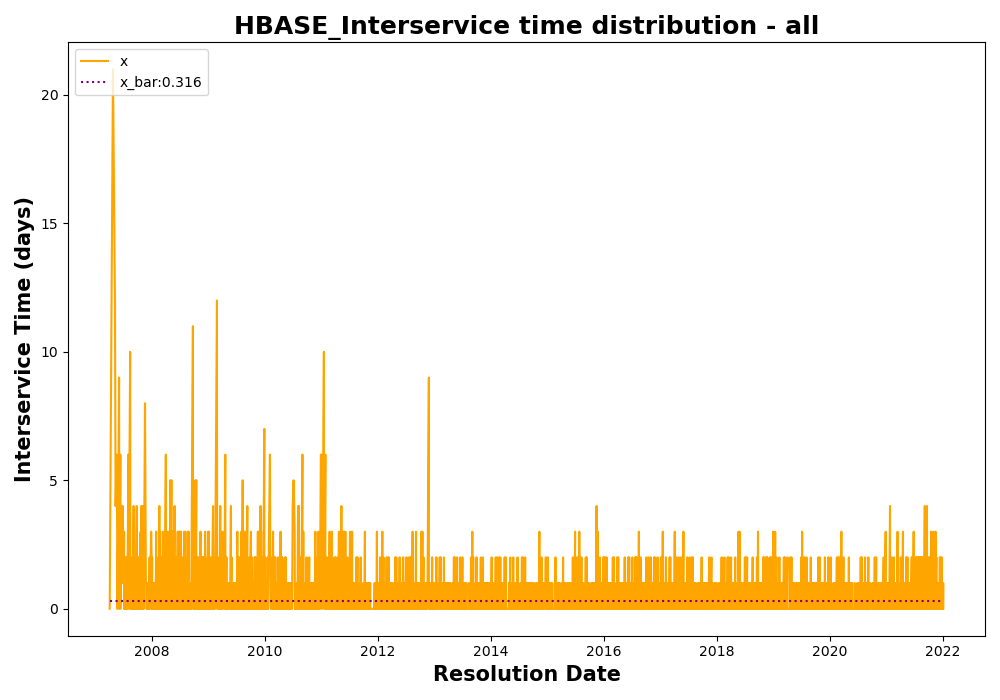 HBASE_Interservice time distribution - all
x
x_bar:0.316
Interservice Time (days)
20
15
10
5
0
2008 2010 2012 2014 2016 2018 2020 2022
Resolution Date